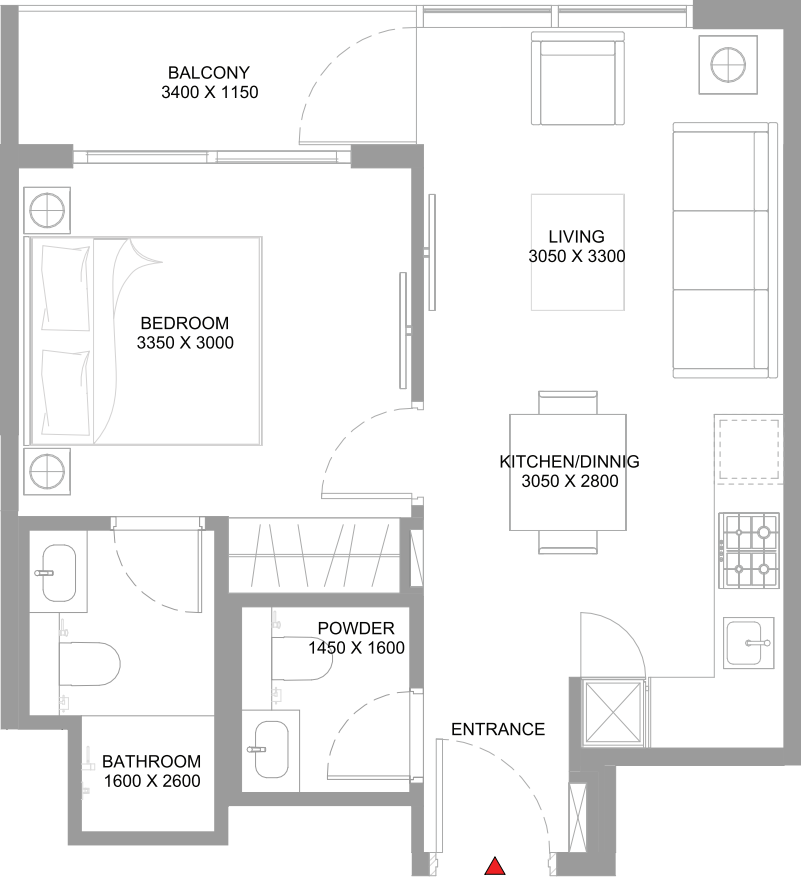 BALCONY
3400 X 1150
LIVING
3050 X 3300
BEDROOM
3350 X 3000
KITCHEN/DINNIG
3050 X 2800
POWDER
1450 X 1600
ENTRANCE
BATHROOM
1600 X 2600